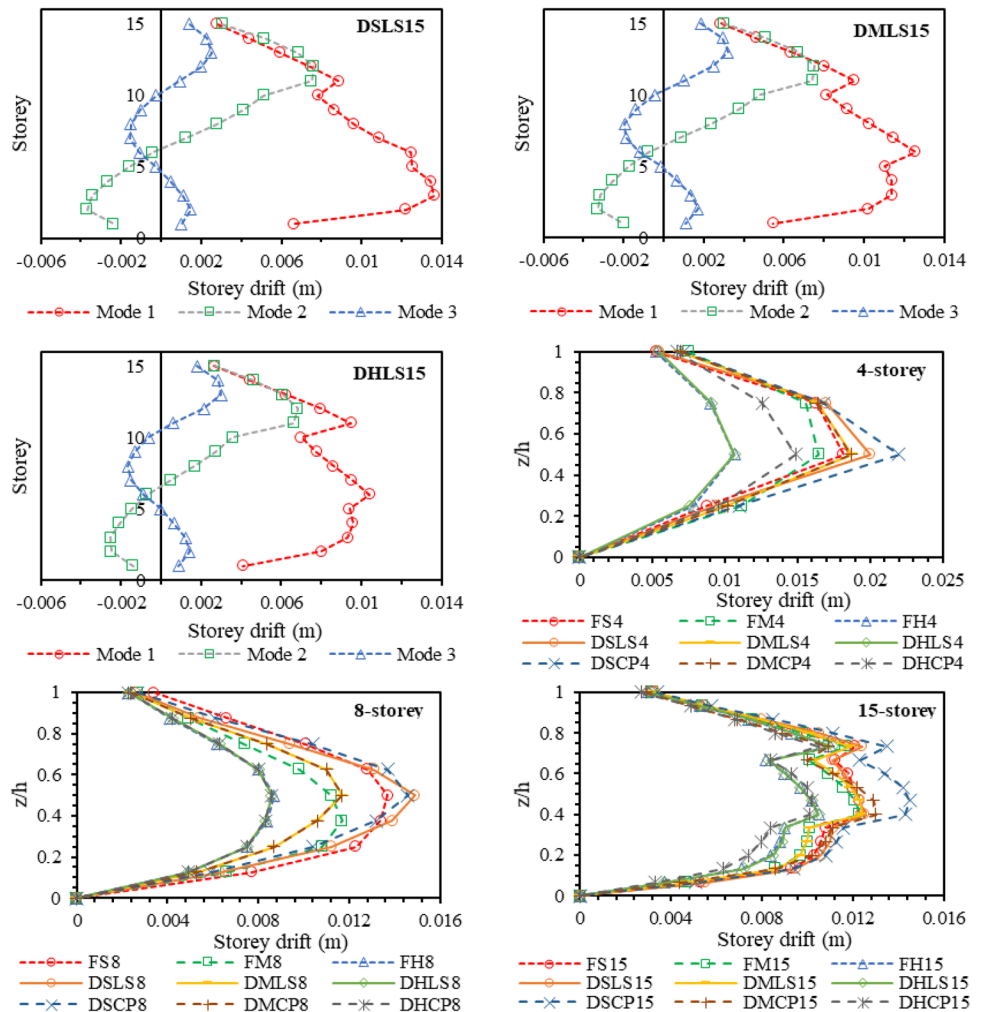 DSLS15
Storey
15
10
5
0
-0.006 -0.002 0.002 0.006 0.01 0.014
Storey drift (m)
Mode 1 Mode 2 Mode 3
DMLS15
Storey
15
10
5
0
-0.006 -0.002 0.002 0.006 0.01 0.014
Storey drift (m)
Mode 1 Mode 2 Mode 3
DHLS15
Storey
15
10
5
0
-0.006 -0.002 0.002 0.006 0.01 0.014
Storey drift (m)
Mode 1 Mode 2 Mode 3
4-storey
z/h
1
0.8
0.6
0.4
0.2
0
0 0.005 0.01 0.015 0.02 0.025
Storey drift (m)
FS4 FM4 FH4
DSLS4 DMLS4 DHLS4
DSCP4 DMCP4 DHCP4
8-storey
z/h
1
0.8
0.6
0.4
0.2
0
0 0.004 0.008 0.012 0.016
Storey drift (m)
FS8 FM8 FH8
DSLS8 DMLS8 DHLS8
DSCP8 DMCP8 DHCP8
15-storey
z/h
1
0.8
0.6
0.4
0.2
0
0 0.004 0.008 0.012 0.016
Storey drift (m)
FS15 FM15 FH15
DSLS15 DMLS15 DHLS15
DSCP15 DMCP15 DHCP15